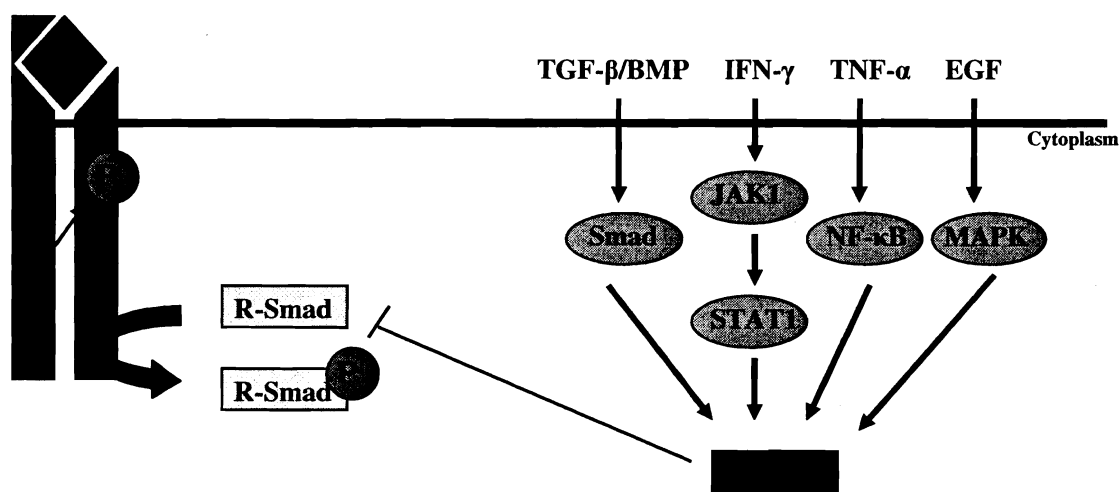 TGF-β/BMP IFN-γ TNF-α EGF
Cytoplasm
P
JAK1
Smad NF-κB MAPK
R-Smad
STAT1
R-Smad P